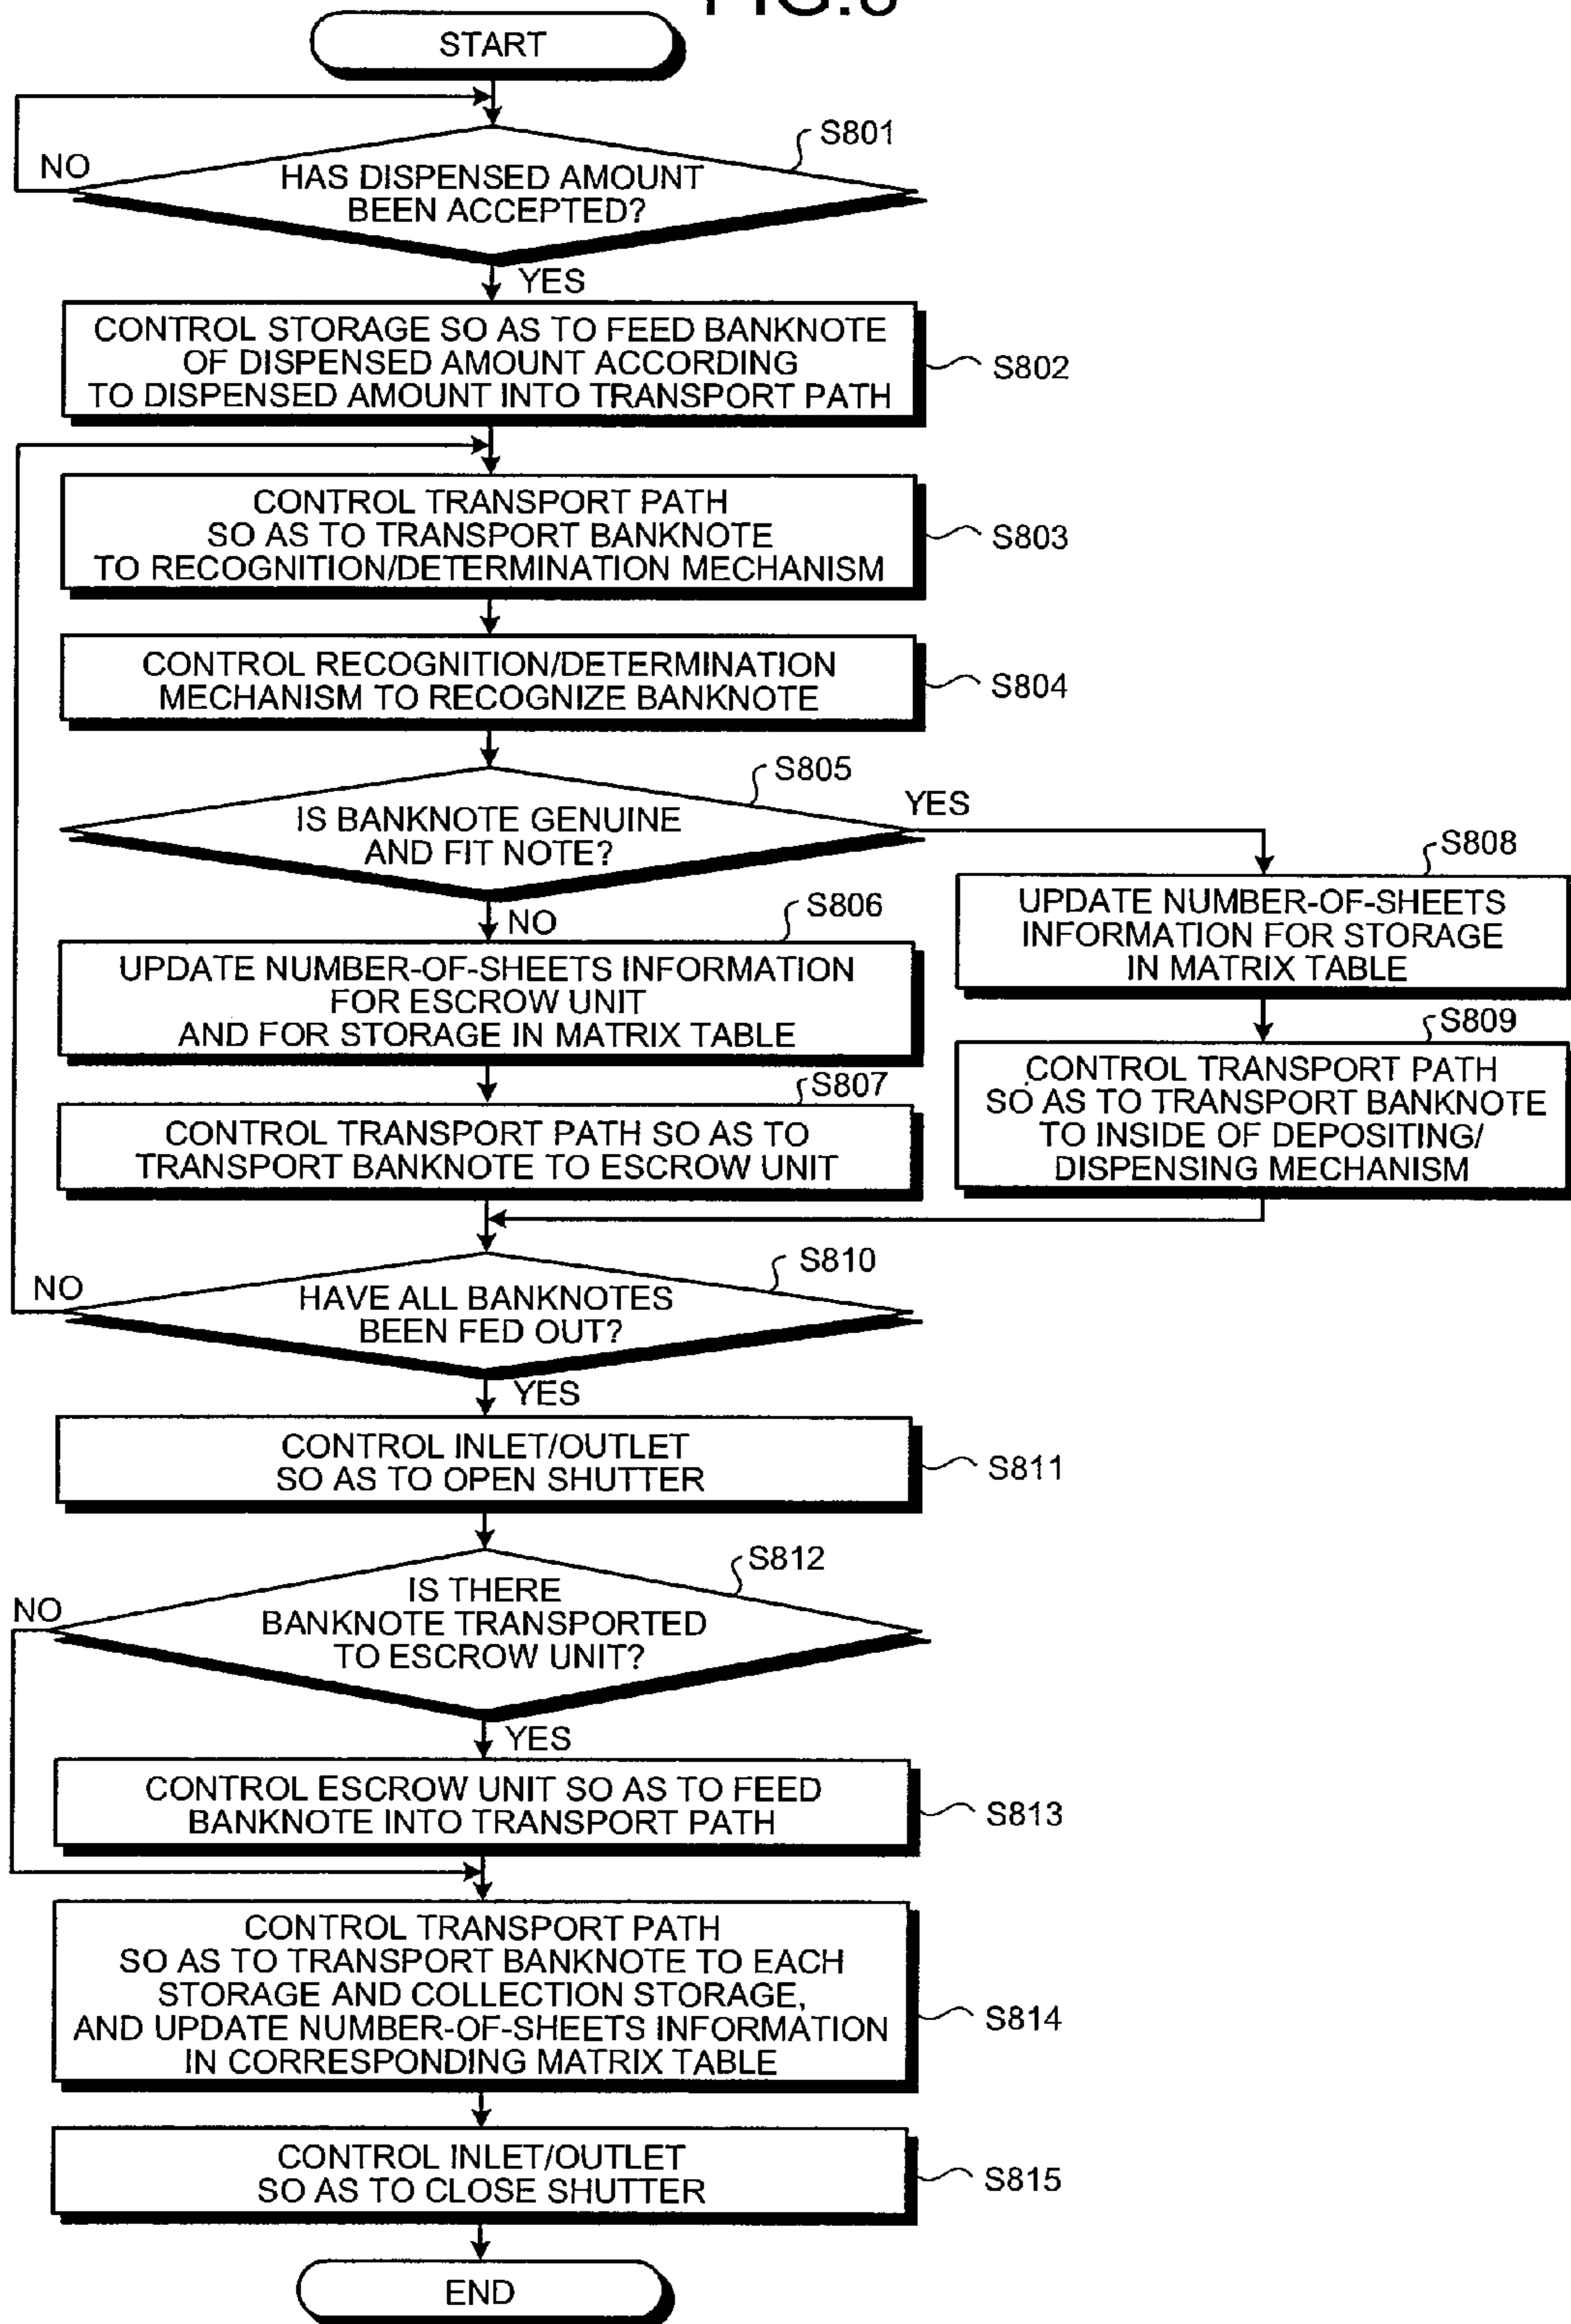 START
S801
NO
HAS DISPENSED AMOUNT
BEEN ACCEPTED?
YES
CONTROL STORAGE SO AS TO FEED BANKNOTE
OF DISPENSED AMOUNT ACCORDING
TO DISPENSED AMOUNT INTO TRANSPORT PATH
S802
CONTROL TRANSPORT PATH
SO AS TO TRANSPORT BANKNOTE
TO RECOGNITION/DETERMINATION MECHANISM
S803
CONTROL RECOGNITION/DETERMINATION
MECHANISM TO RECOGNIZE BANKNOTE
S804
S805
IS BANKNOTE GENUINE
AND FIT NOTE?
YES
NO
S806
UPDATE NUMBER-OF-SHEETS INFORMATION
FOR ESCROW UNIT
AND FOR STORAGE IN MATRIX TABLE
S807
CONTROL TRANSPORT PATH SO AS TO
TRANSPORT BANKNOTE TO ESCROW UNIT
S808
UPDATE NUMBER-OF-SHEETS
INFORMATION FOR STORAGE
IN MATRIX TABLE
S809
CONTROL TRANSPORT PATH
SO AS TO TRANSPORT BANKNOTE
TO INSIDE OF DEPOSITING/
DISPENSING MECHANISM
S810
NO
HAVE ALL BANKNOTES
BEEN FED OUT?
YES
CONTROL INLET/OUTLET
SO AS TO OPEN SHUTTER
S811
S812
NO
IS THERE
BANKNOTE TRANSPORTED
TO ESCROW UNIT?
YES
CONTROL ESCROW UNIT SO AS TO FEED
BANKNOTE INTO TRANSPORT PATH
S813
CONTROL TRANSPORT PATH
SO AS TO TRANSPORT BANKNOTE TO EACH
STORAGE AND COLLECTION STORAGE,
AND UPDATE NUMBER-OF-SHEETS INFORMATION
IN CORRESPONDING MATRIX TABLE
S814
CONTROL INLET/OUTLET
SO AS TO CLOSE SHUTTER
S815
END